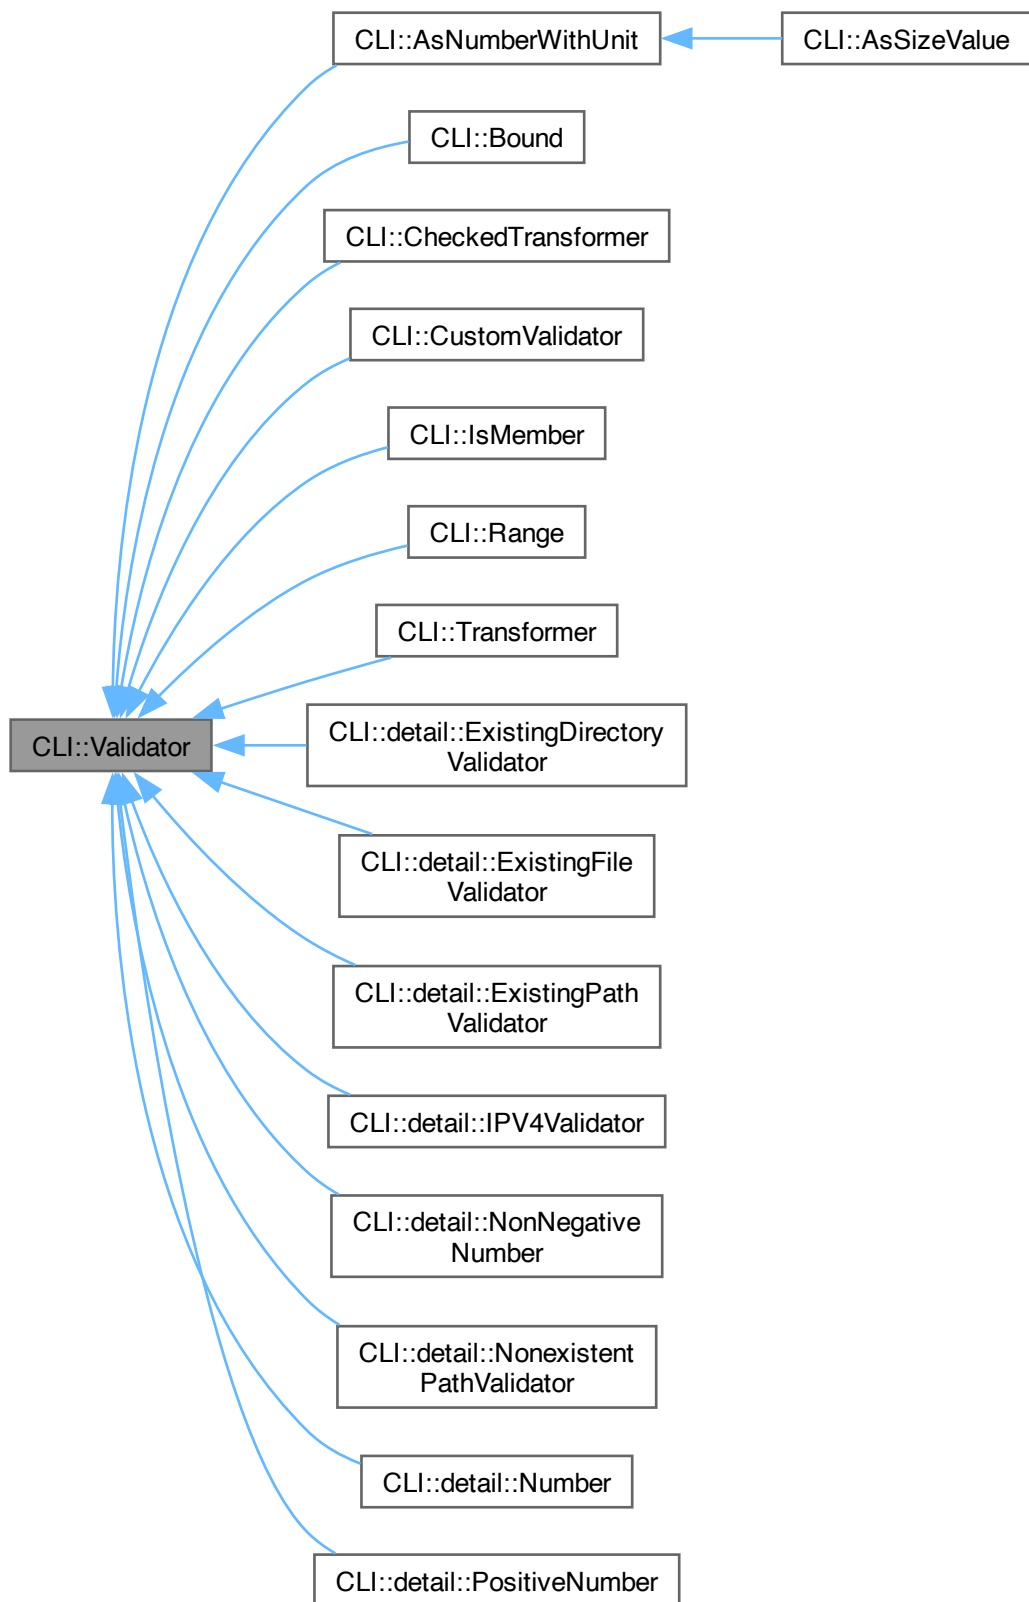 CLI::AsNumberWithUnit
CLI::AsSizeValue
CLI::Bound
CLI::CheckedTransformer
CLI::CustomValidator
CLI::IsMember
CLI::Range
CLI::Transformer
CLI::Validator
CLI::detail::ExistingDirectory
Validator
CLI::detail::ExistingFile
Validator
CLI::detail::ExistingPath
Validator
CLI::detail::IPV4Validator
CLI::detail::NonNegative
Number
CLI::detail::Nonexistent
PathValidator
CLI::detail::Number
CLI::detail::PositiveNumber